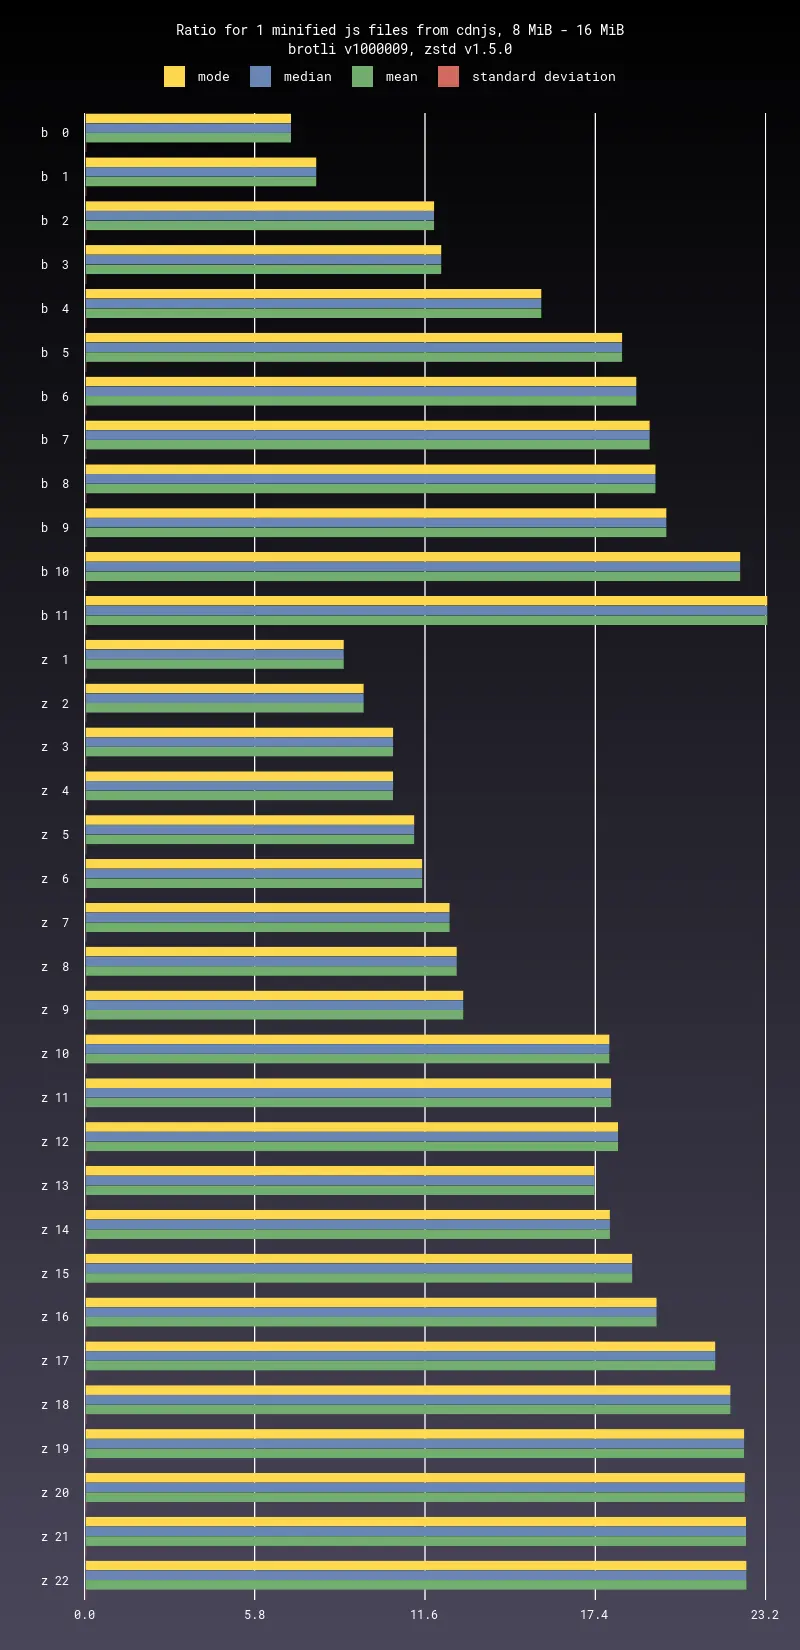 Ratio for 1 minified js files from cdnjs, 8 MiB - 16 MiB
brotli v1000009, zstd v1.5.0
mode median mean standard deviation
b 0
b 1
b 2
b 3
b 4
b 5
b 6
b 7
b 8
b 9
b 10
b 11
z 1
z 2
z 3
z 4
z 5
z 6
z 7
z 8
z 9
z 10
z 11
z 12
z 13
z 14
z 15
z 16
z 17
z 18
z 19
z 20
z 21
z 22
0.0 5.8 11.6 17.4 23.2